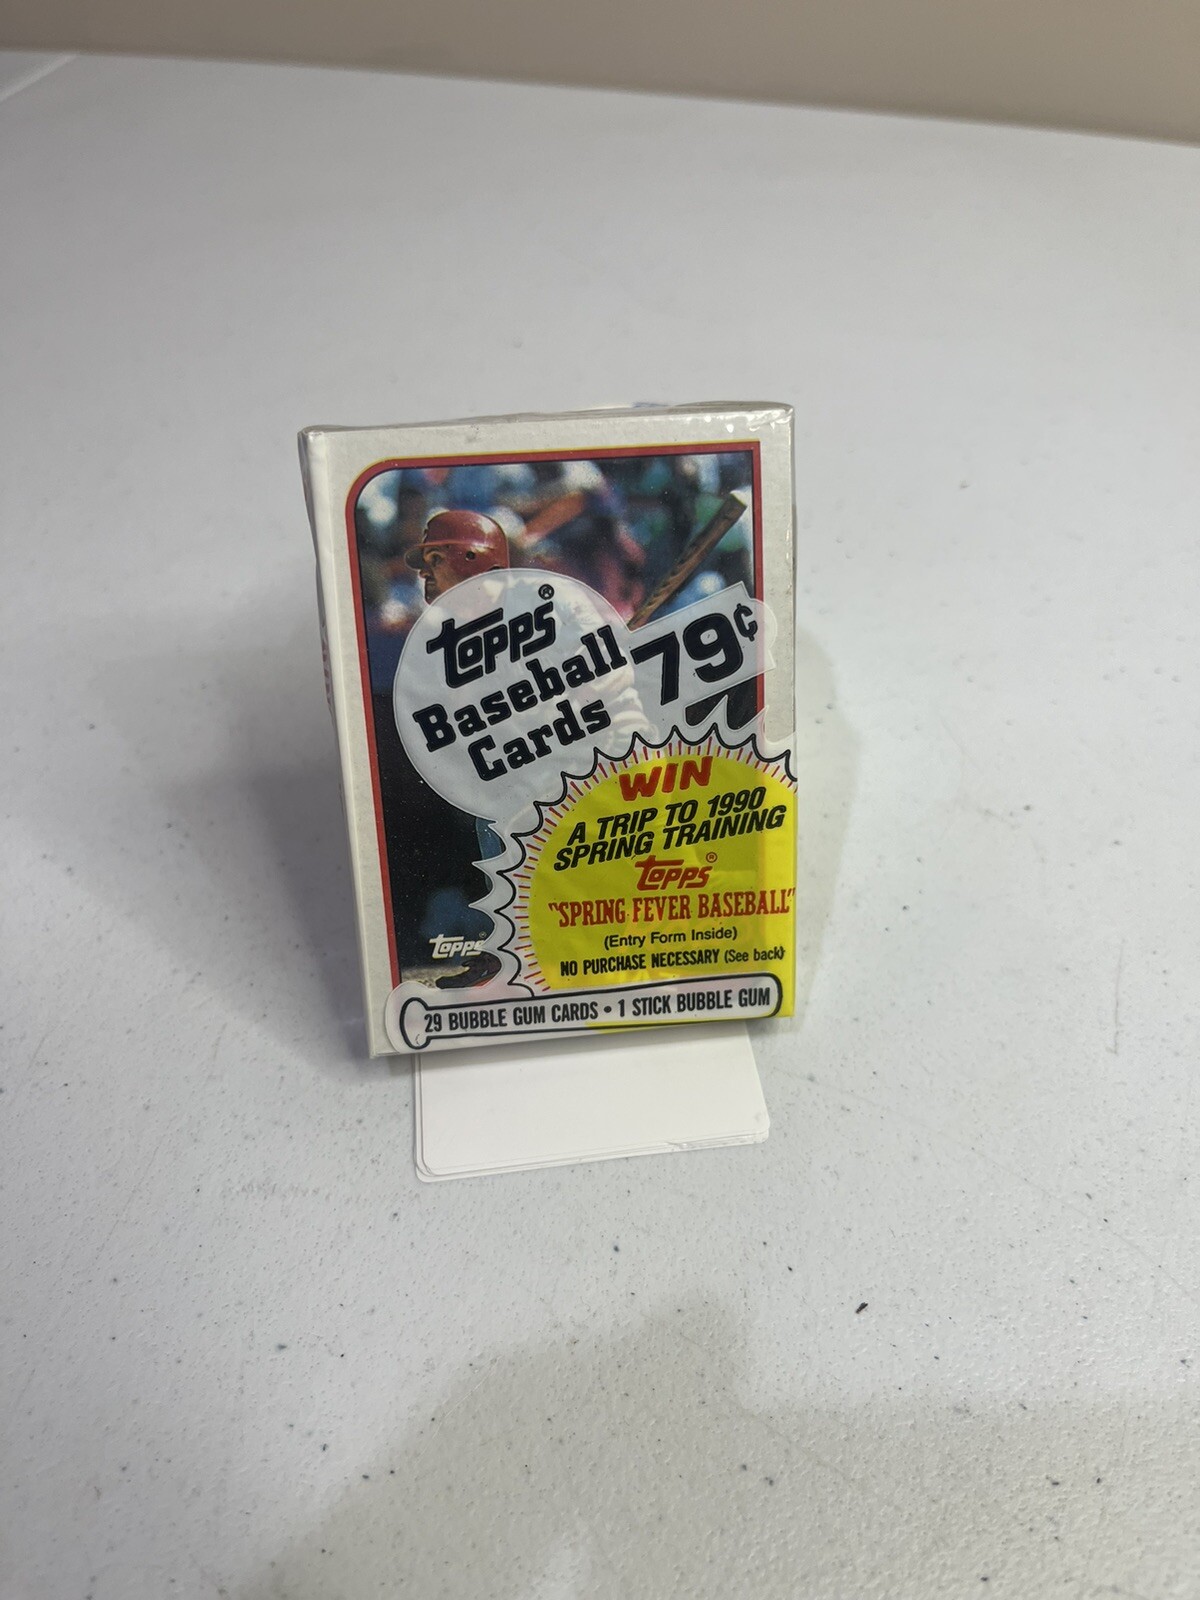 Topps®
Baseball
Cards
79¢
WIN
A TRIP TO 1990
SPRING TRAINING
Topps®
"SPRING FEVER BASEBALL"
(Entry Form Inside)
NO PURCHASE NECESSARY (See back)
Topps®
29 BUBBLE GUM CARDS • 1 STICK BUBBLE GUM